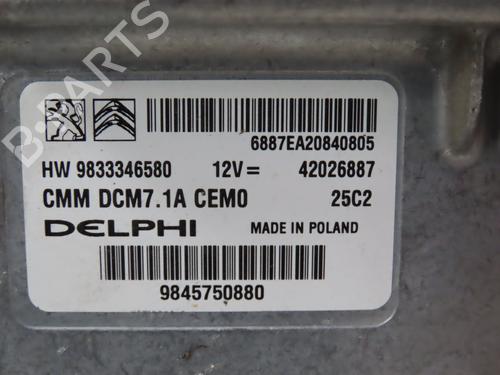 B-PARTS
6887EA20840805
HW 9833346580 12V= 42026887
CMM DCM7.1A CEM0 25C2
DELPHI MADE IN POLAND
9845750880